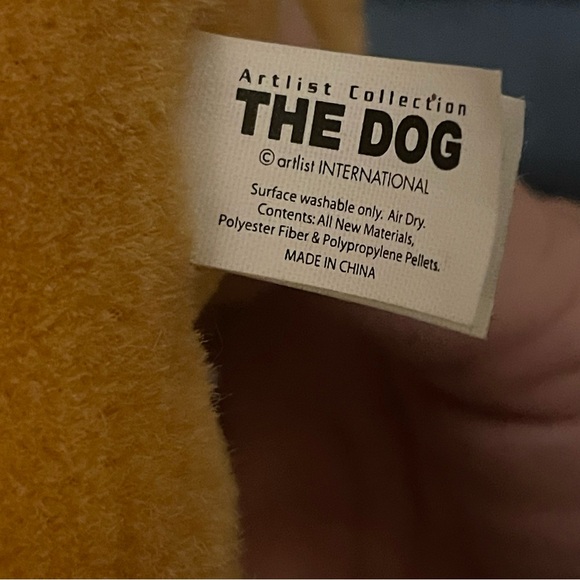 Artlist Collection
THE DOG
© artlist INTERNATIONAL
Surface washable only. Air Dry.
Contents: All New Materials,
Polyester Fiber & Polypropylene Pellets.
MADE IN CHINA